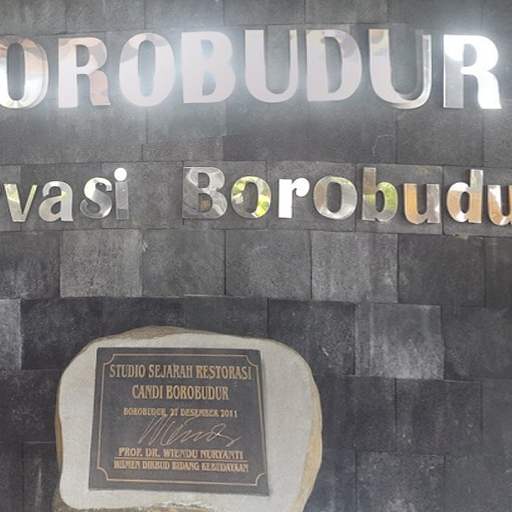 OROBUDUR
vasi Borobudu
STUDIO SEJARAH RESTORASI
CANDI BOROBUDUR
BOROBUDUR, 27 DESEMBER 2011
PROF. DR. WIENDU NURYANTI
WAMEN DIKBUD BIDANG KEBUDAYAAN